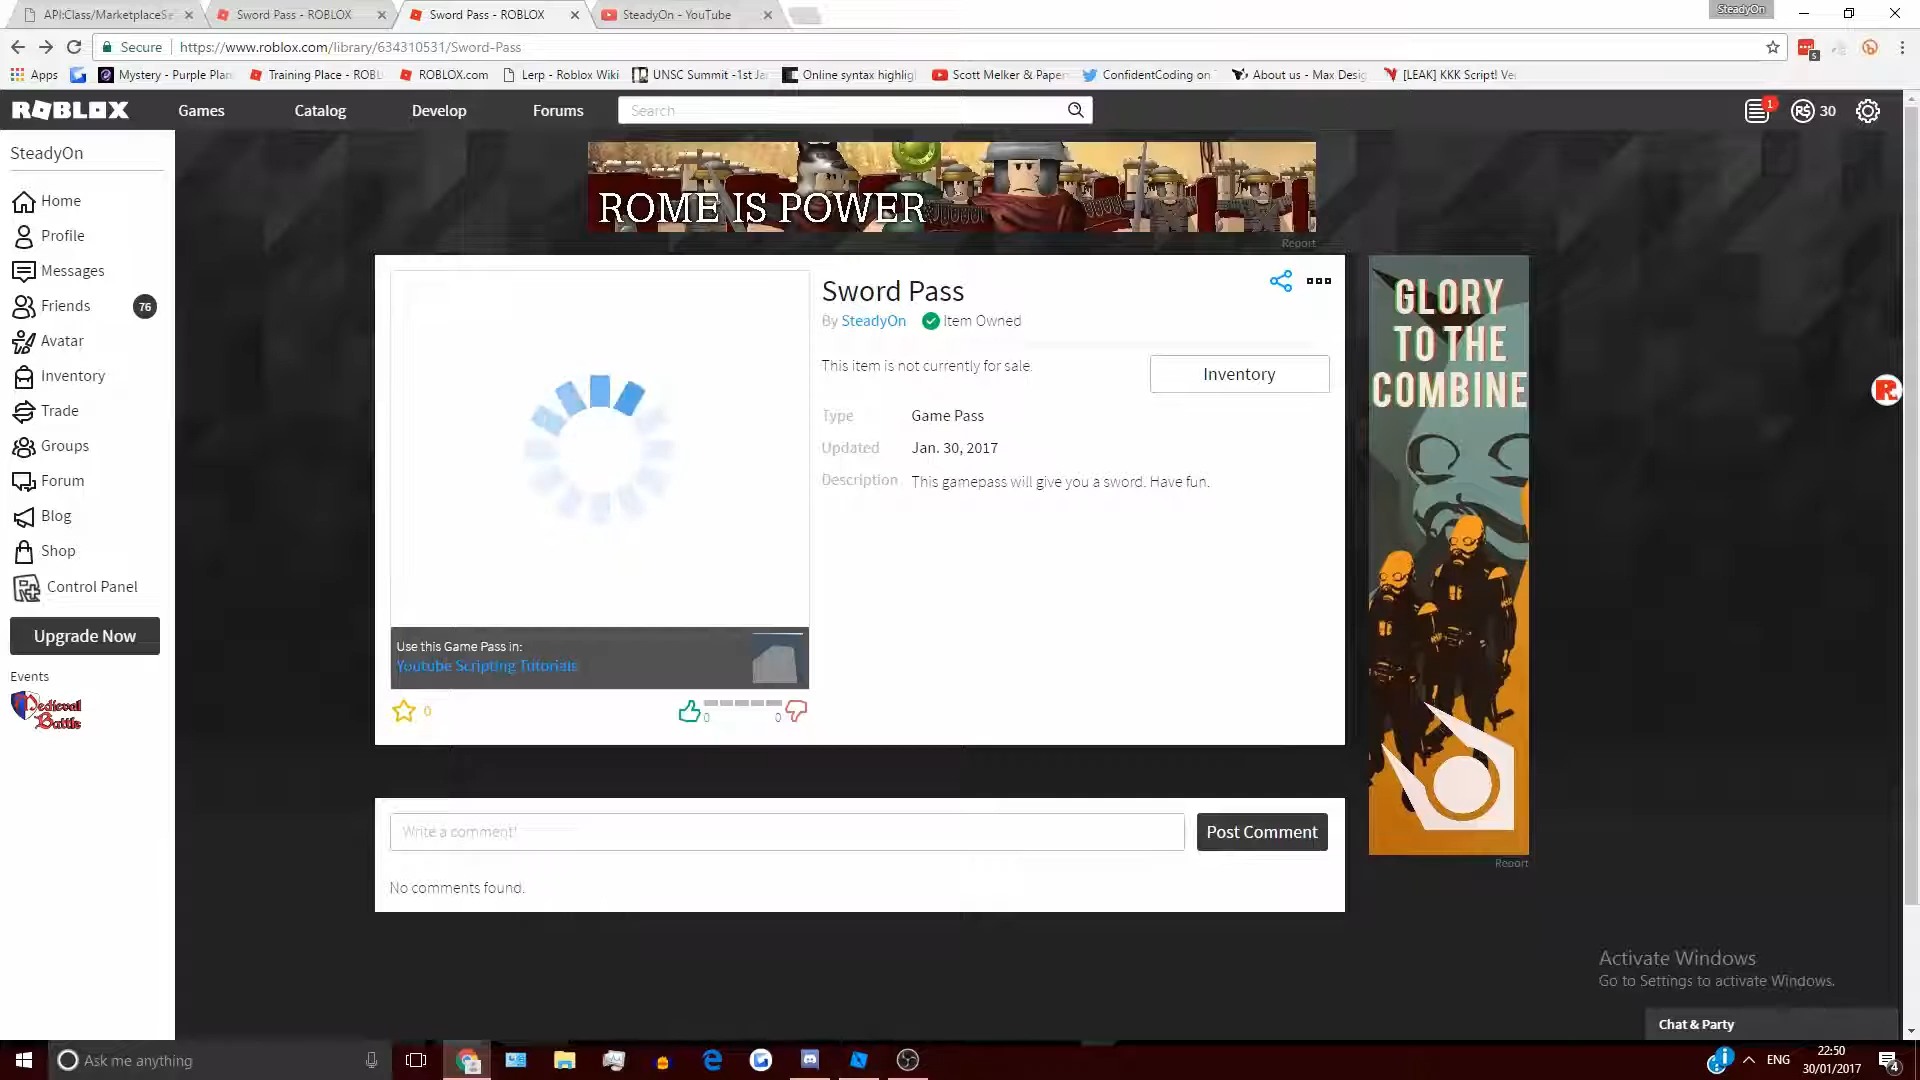 API:Class/MarketplaceSe
Sword Pass - ROBLOX
Sword Pass - ROBLOX
SteadyOn - YouTube
SteadyOn
Secure
https://www.roblox.com/library/634310531/Sword-Pass
5
Apps
Mystery - Purple Plan
Training Place - ROBL
ROBLOX.com
Lerp - Roblox Wiki
UNSC Summit -1st Ja
Online syntax highlig
Scott Melker & Paper
ConfidentCoding on
About us - Max Desig
[LEAK] KKK Script! Ve
ROBLOX
Games
Catalog
Develop
Forums
Search
1
R$
30
SteadyOn
Home
Profile
Messages
Friends
76
Avatar
Inventory
Trade
Groups
Forum
Blog
Shop
Control Panel
Upgrade Now
Events
Medieval
Battle
ROME IS POWER
Report
Sword Pass
By SteadyOn
Item Owned
This item is not currently for sale.
Inventory
Type
Game Pass
Updated
Jan. 30, 2017
Description
This gamepass will give you a sword. Have fun.
Use this Game Pass in:
Youtube Scripting Tutorials
0
0
0
Write a comment!
Post Comment
No comments found.
GLORY
TO THE
COMBINE
Report
R
Activate Windows
Go to Settings to activate Windows.
Chat & Party
Ask me anything
ENG
22:50
30/01/2017
4